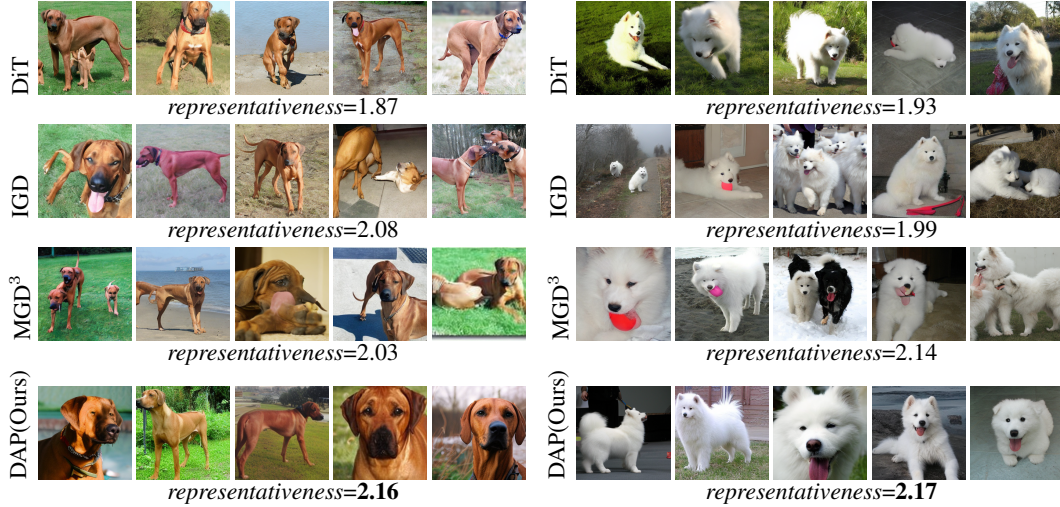 DiT
representativeness=1.87
IGD
representativeness=2.08
MGD³
representativeness=2.03
DAP(Ours)
representativeness=2.16
DiT
representativeness=1.93
IGD
representativeness=1.99
MGD³
representativeness=2.14
DAP(Ours)
representativeness=2.17